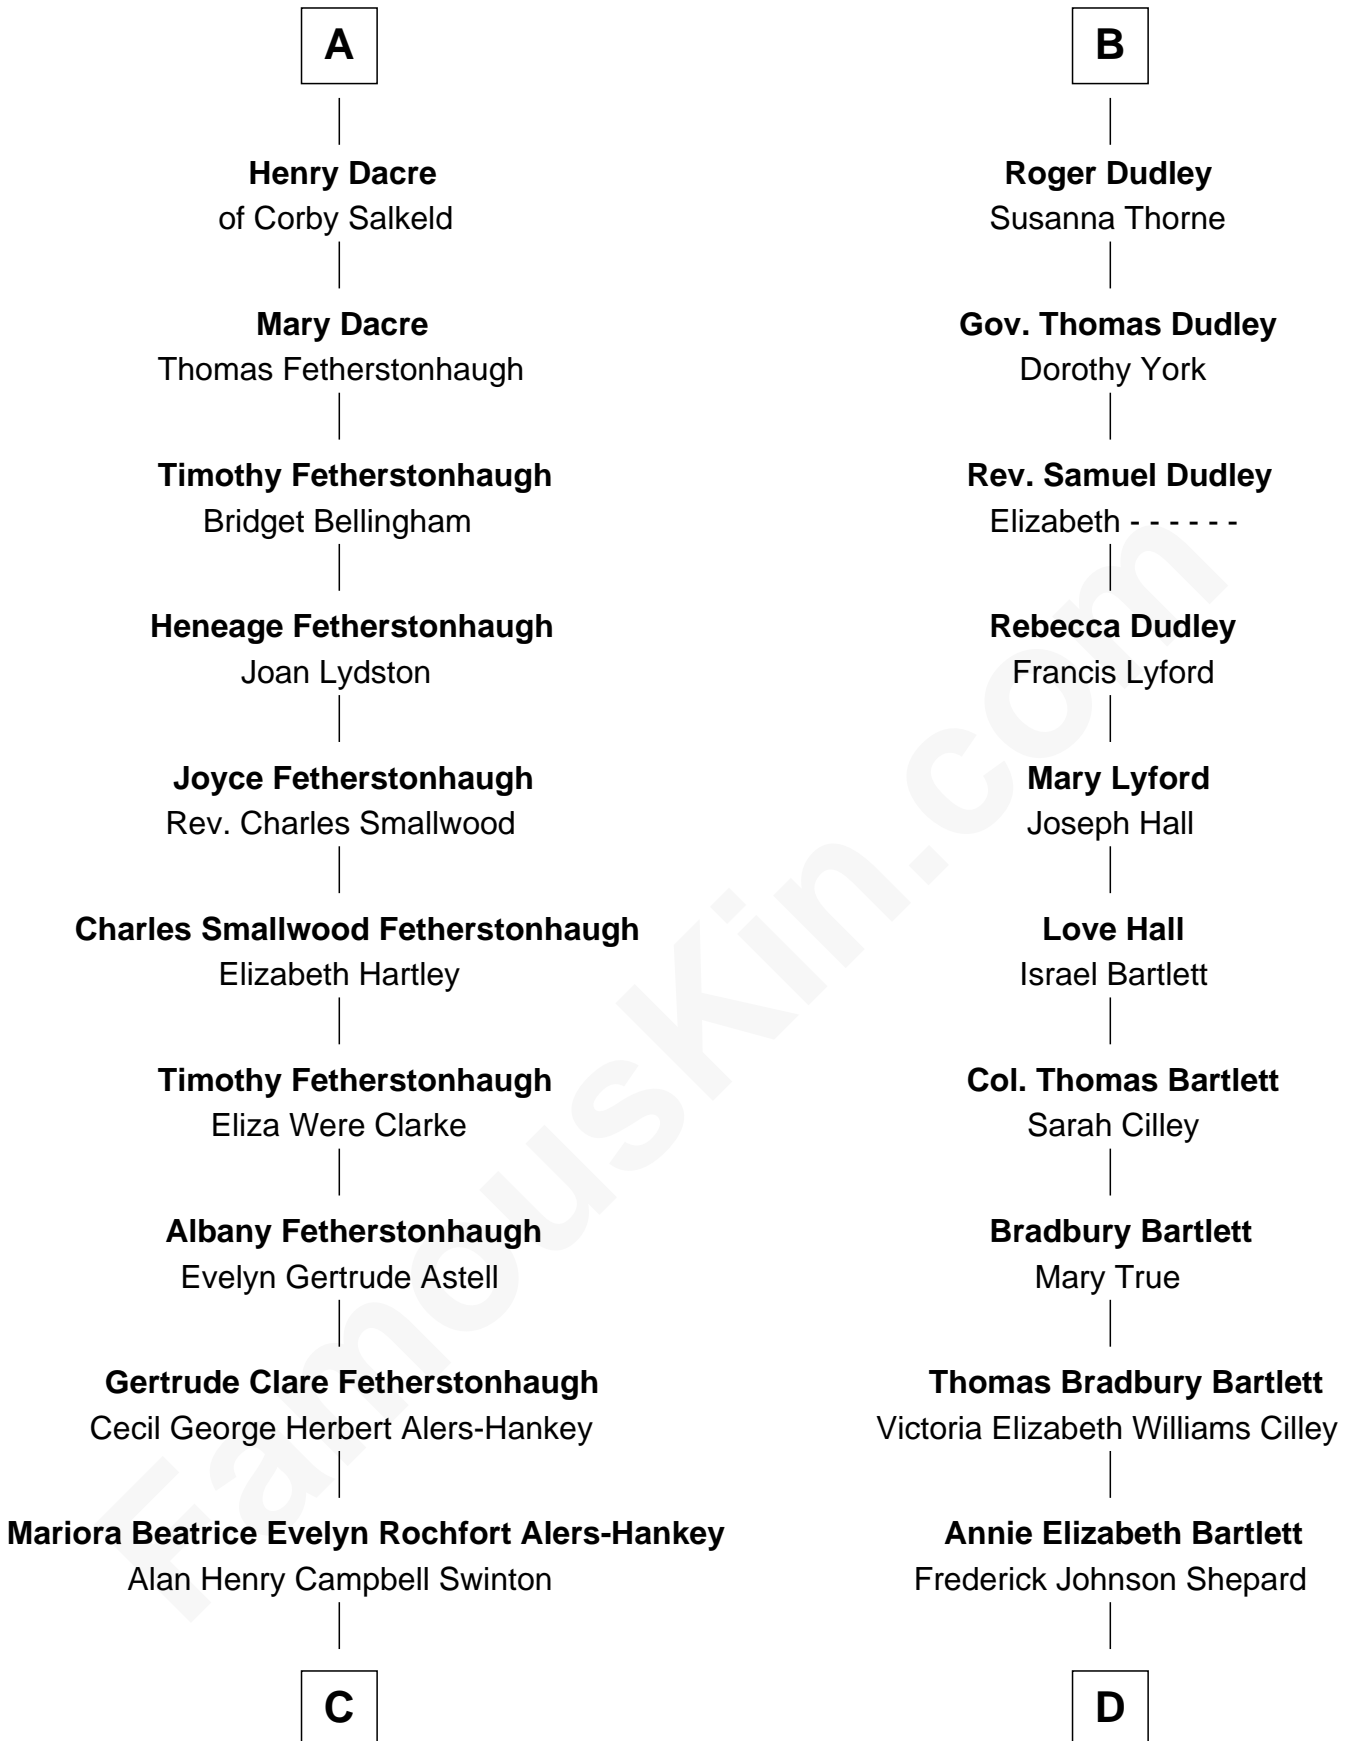 A
Henry Dacre
of Corby Salkeld
Mary Dacre
Thomas Fetherstonhaugh
Timothy Fetherstonhaugh
Bridget Bellingham
Heneage Fetherstonhaugh
Joan Lydston
Joyce Fetherstonhaugh
Rev. Charles Smallwood
Charles Smallwood Fetherstonhaugh
Elizabeth Hartley
Timothy Fetherstonhaugh
Eliza Were Clarke
Albany Fetherstonhaugh
Evelyn Gertrude Astell
Gertrude Clare Fetherstonhaugh
Cecil George Herbert Alers-Hankey
Mariora Beatrice Evelyn Rochfort Alers-Hankey
Alan Henry Campbell Swinton
C
B
Roger Dudley
Susanna Thorne
Gov. Thomas Dudley
Dorothy York
Rev. Samuel Dudley
Elizabeth - - - - - -
Rebecca Dudley
Francis Lyford
Mary Lyford
Joseph Hall
Love Hall
Israel Bartlett
Col. Thomas Bartlett
Sarah Cilley
Bradbury Bartlett
Mary True
Thomas Bradbury Bartlett
Victoria Elizabeth Williams Cilley
Annie Elizabeth Bartlett
Frederick Johnson Shepard
D
FamousKin.com